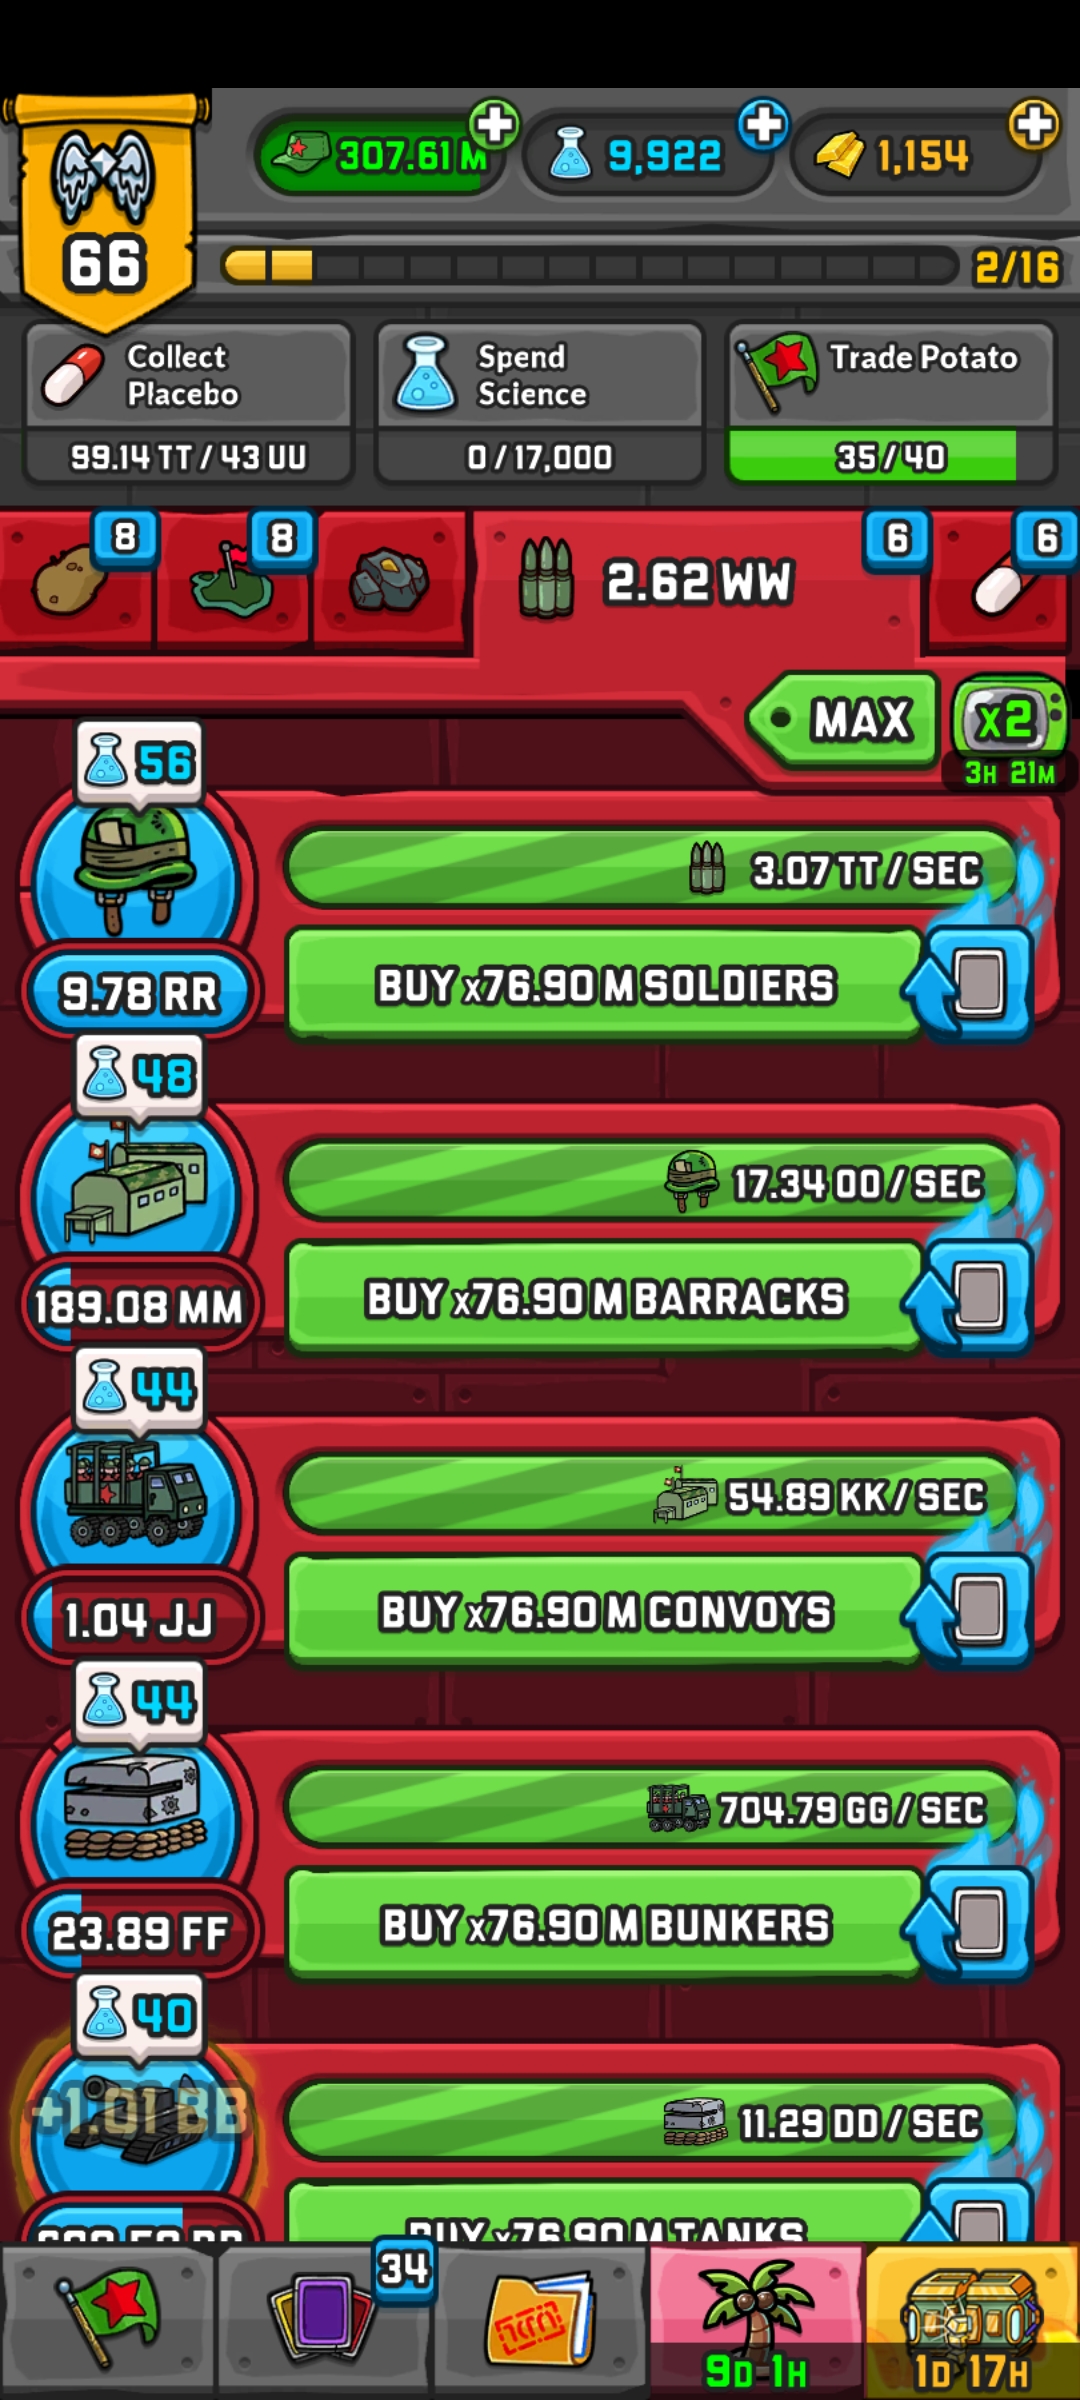 307.61 M
9,922
1,154
66
2/16
Collect
Placebo
99.14 TT / 43 UU
Spend
Science
0 / 17,000
Trade Potato
35 / 40
8
8
2.62 WW
6
6
MAX
x2
3H 21M
56
3.07 TT / SEC
9.78 RR
BUY x76.90 M SOLDIERS
48
17.34 OO / SEC
189.08 MM
BUY x76.90 M BARRACKS
44
54.89 KK / SEC
1.04 JJ
BUY x76.90 M CONVOYS
44
704.79 GG / SEC
23.89 FF
BUY x76.90 M BUNKERS
40
+1.01 BB
11.29 DD / SEC
BUY x76.90 M TANKS
34
9D 1H
1D 17H